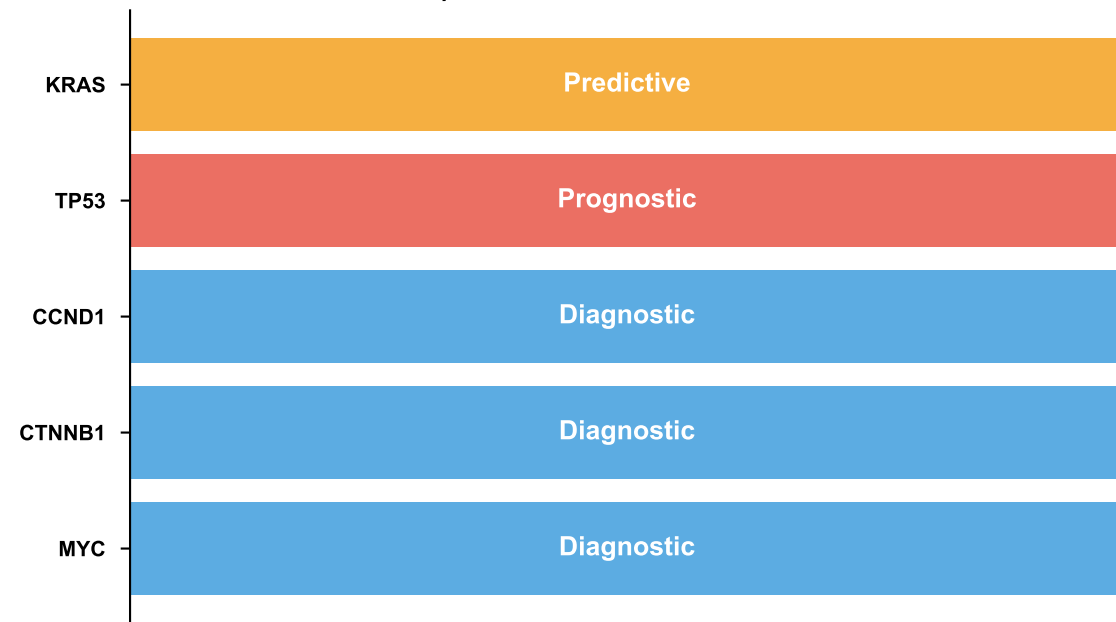 KRAS Predictive
TP53 Prognostic
CCND1 Diagnostic
CTNNB1 Diagnostic
MYC Diagnostic